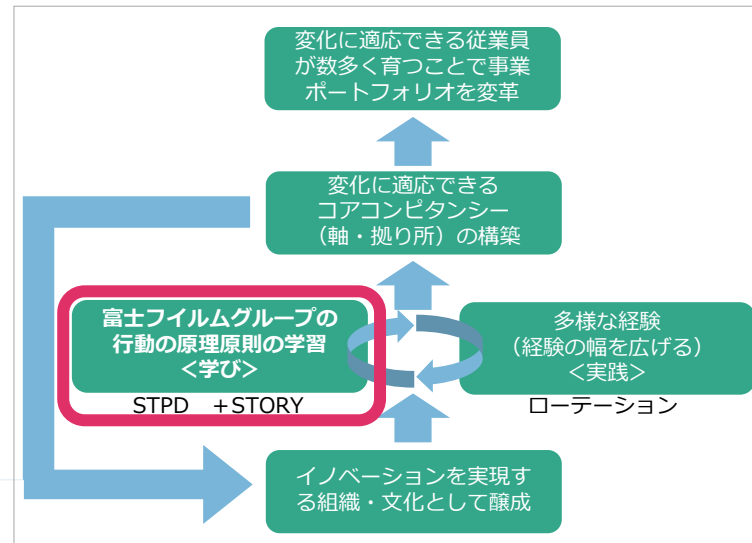 変化に適応できる従業員
が数多く育つことで事業
ポートフォリオを変革
変化に適応できる
コアコンピタンシー
（軸・拠り所）の構築
富士フイルムグループの
行動の原理原則の学習
<学び>
STPD　＋STORY
多様な経験
（経験の幅を広げる）
<実践>
ローテーション
イノベーションを実現す
る組織・文化として醸成